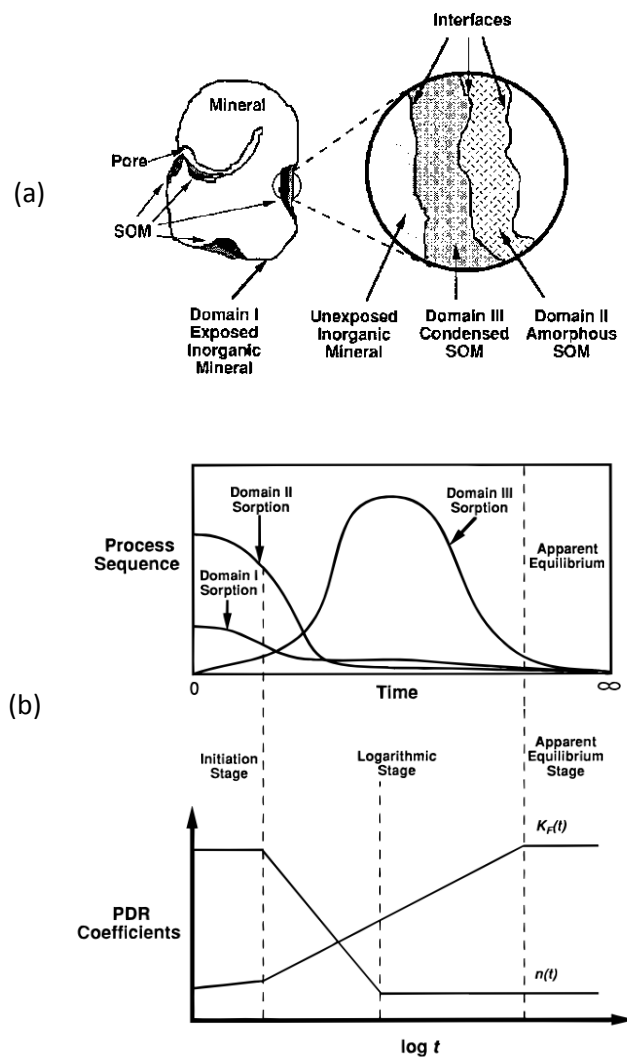 (a)
Interfaces
Mineral
Pore
SOM
Domain I
Exposed
Inorganic
Mineral
Unexposed
Inorganic
Mineral
Domain III
Condensed
SOM
Domain II
Amorphous
SOM
(b)
Process
Sequence
Domain II
Sorption
Domain I
Sorption
Domain III
Sorption
Apparent
Equilibrium
0
Time
∞
Initiation
Stage
Logarithmic
Stage
Apparent
Equilibrium
Stage
PDR
Coefficients
K_F(t)
n(t)
log t